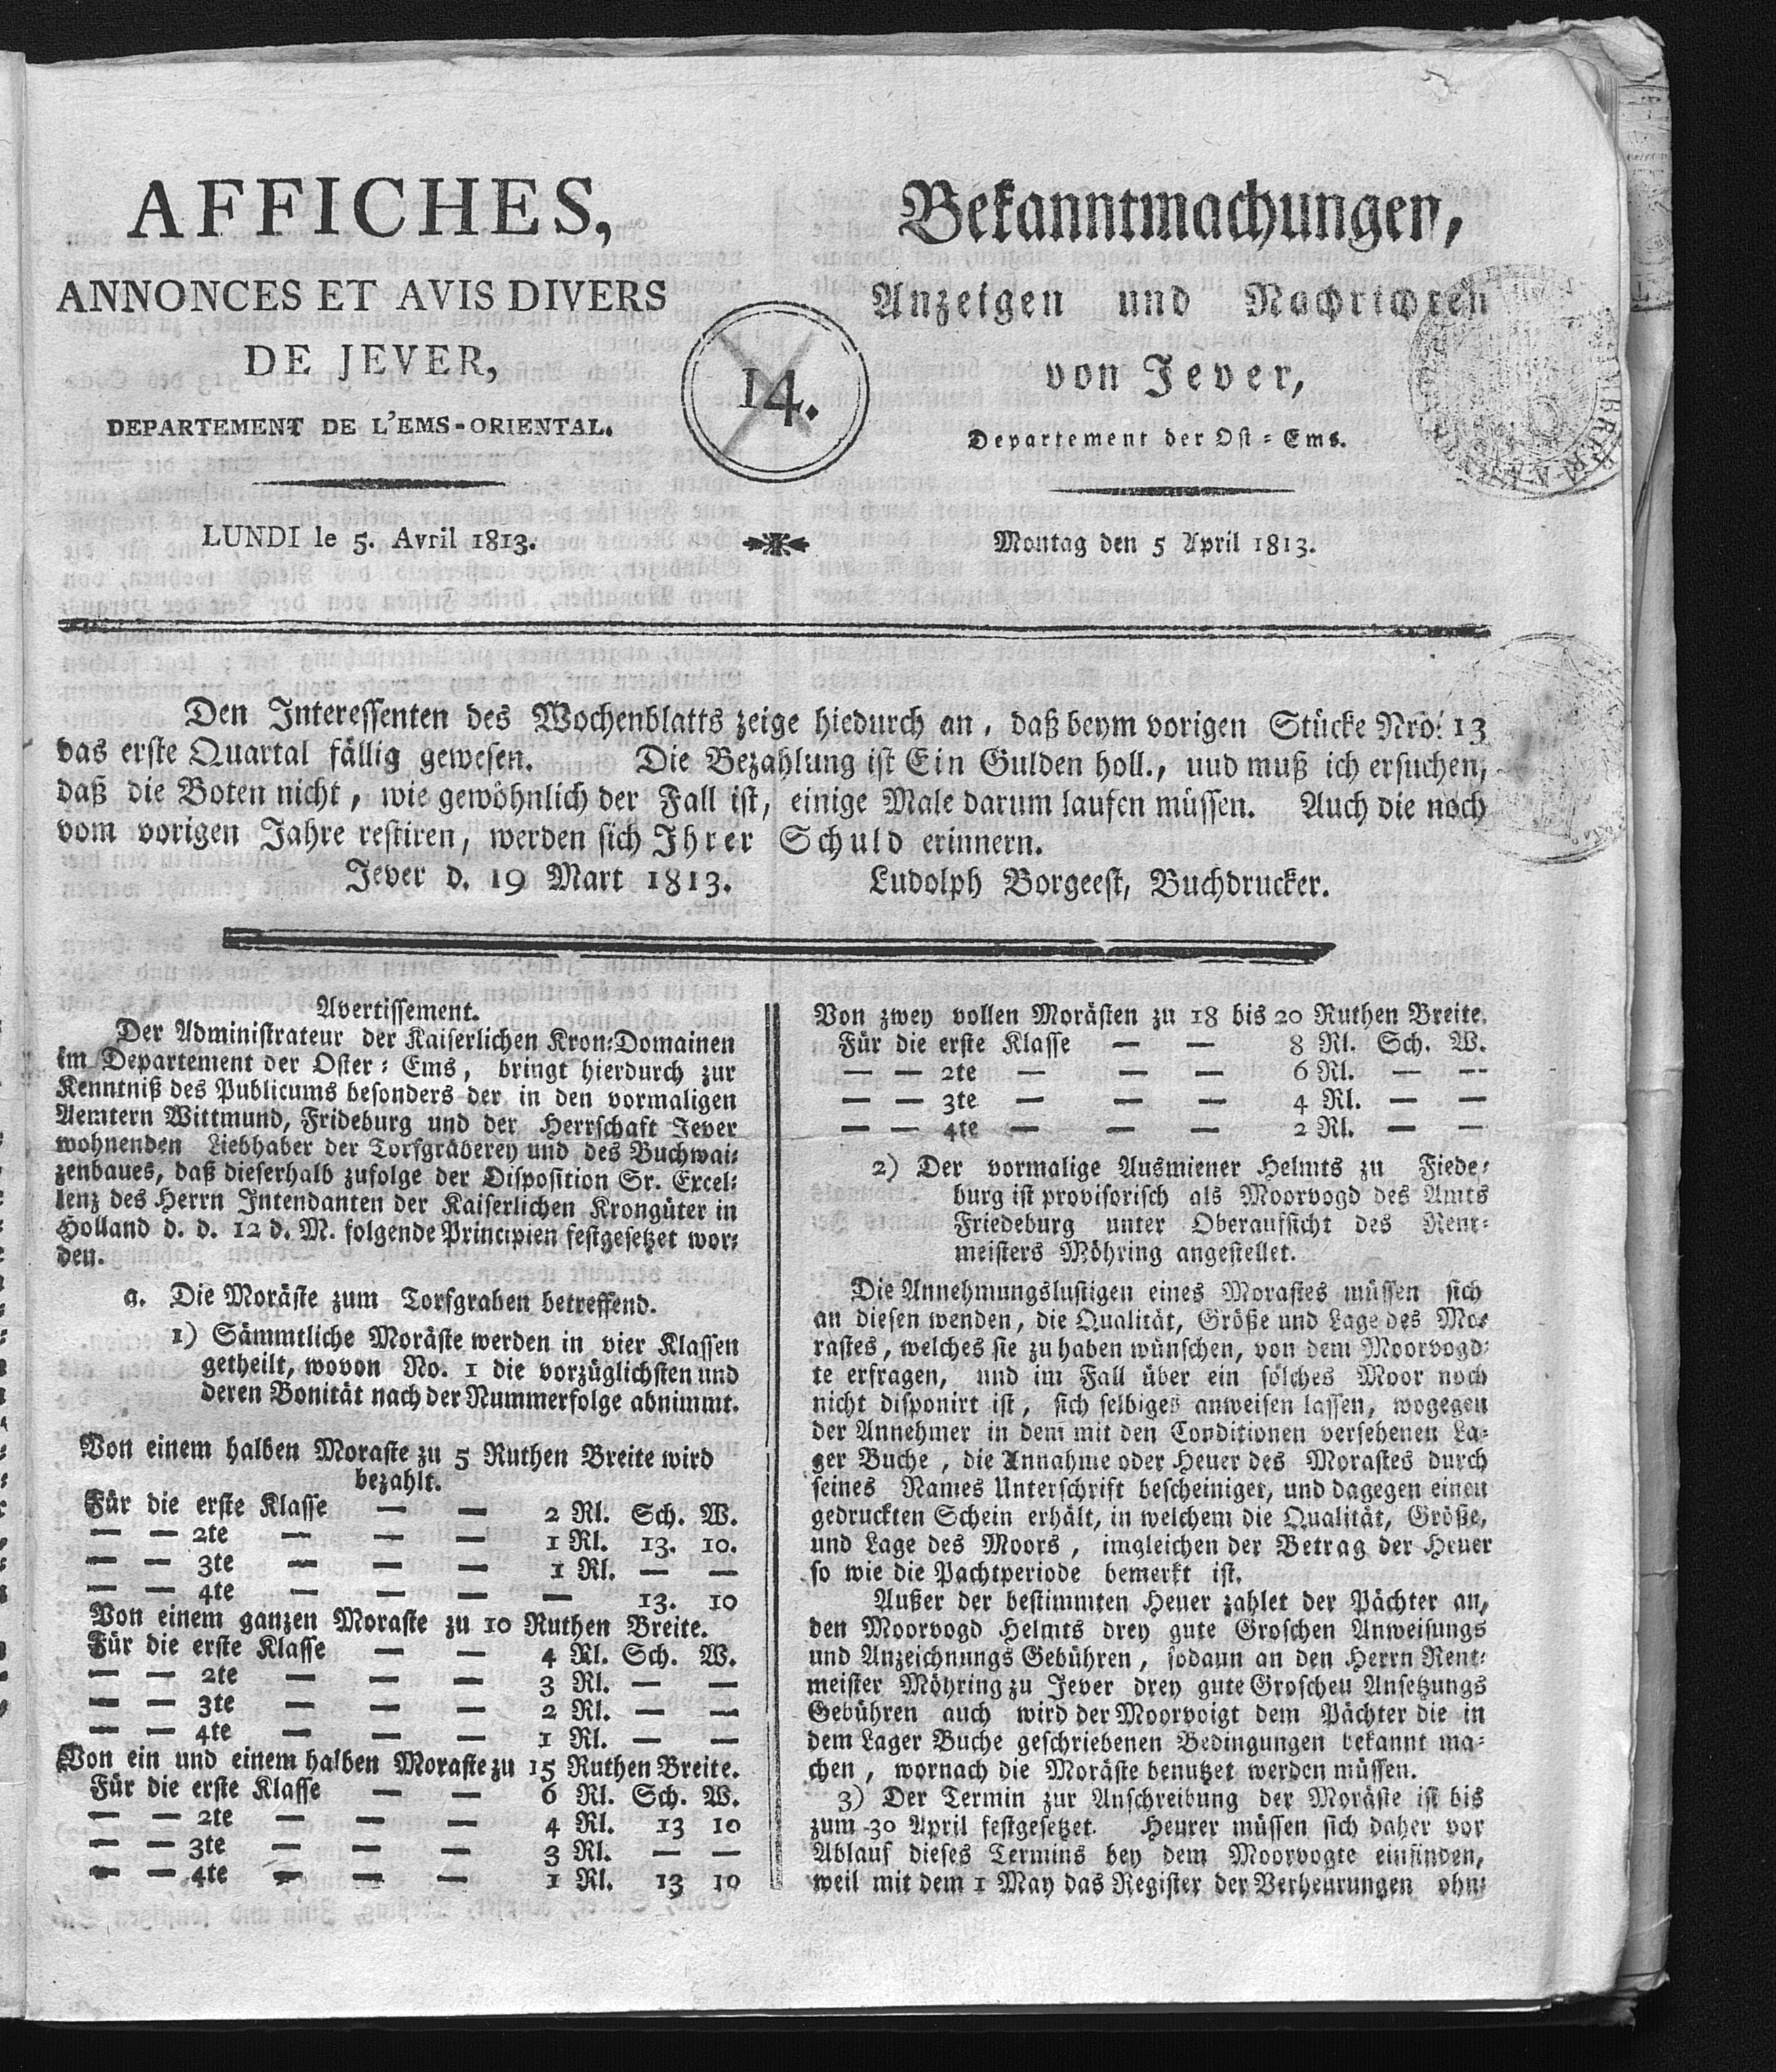 AFFICHES,
ANNONCES ET AVIS DIVERS
DE JEVER,
DEPARTEMENT DE L'EMS-ORIENTAL.
LUNDI le 5. Avril 1813.
14.
Bekanntmachungen,
Anzeigen und Nachrichten
von Jever,
Departement der Ost-Ems.
Montag den 5 April 1813.
Den Interessenten des Wochenblatts zeige hiedurch an, daß beym vorigen Stücke Nro. 13
das erste Quartal fällig gewesen. Die Bezahlung ist Ein Gulden holl., uud muß ich ersuchen,
daß die Boten nicht, wie gewöhnlich der Fall ist, einige Male darum laufen müssen. Auch die noch
vom vorigen Jahre restiren, werden sich Ihrer Schuld erinnern.
Jever d. 19 Mart 1813. Ludolph Borgeest, Buchdrucker.
Avertissement.
Der Administrateur der Kaiserlichen Kron-Domainen
im Departement der Oster-Ems, bringt hierdurch zur
Kenntniß des Publicums besonders der in den vormaligen
Aemtern Wittmund, Frideburg und der Herrschaft Jever
wohnenden Liebhaber der Torfgräberey und des Buchwai-
zenbaues, daß dieserhalb zufolge der Disposition Sr. Excel-
lenz des Herrn Intendanten der Kaiserlichen Krongüter in
Holland d. d. 12 d. M. folgende Principien festgesetzet wor-
den.
a. Die Moräste zum Torfgraben betreffend.
1) Sämmtliche Moräste werden in vier Klassen
getheilt, wovon No. 1 die vorzüglichsten und
deren Bonität nach der Nummerfolge abnimmt.
Von einem halben Moraste zu 5 Ruthen Breite wird
bezahlt.
Für die erste Klasse — — 2 Rl. Sch. W.
— — 2te — — — 1 Rl. 13. 10.
— — 3te — — — 1 Rl. — —
— — 4te — — — — 13. 10
Von einem ganzen Moraste zu 10 Ruthen Breite.
Für die erste Klasse — — 4 Rl. Sch. W.
— — 2te — — — 3 Rl. — —
— — 3te — — — 2 Rl. — —
— — 4te — — — 1 Rl. — —
Von ein und einem halben Moraste zu 15 Ruthen Breite.
Für die erste Klasse — — 6 Rl. Sch. W.
— — 2te — — — 4 Rl. 13 10
— — 3te — — — 3 Rl. — —
— — 4te — — — 1 Rl. 13 10
Von zwey vollen Morästen zu 18 bis 20 Ruthen Breite.
Für die erste Klasse — — 8 Rl. Sch. W.
— — 2te — — — 6 Rl. — —
— — 3te — — — 4 Rl. — —
— — 4te — — — 2 Rl. — —
2) Der vormalige Ausmiener Helmts zu Fiede-
burg ist provisorisch als Moorvogd des Amts
Friedeburg unter Oberaufsicht des Rent-
meisters Möhring angestellet.
Die Annehmungslustigen eines Morastes müssen sich
an diesen wenden, die Qualität, Größe und Lage des Mo-
rastes, welches sie zu haben wünschen, von dem Moorvogd-
te erfragen, und im Fall über ein solches Moor noch
nicht disponirt ist, sich selbiges anweisen lassen, wogegen
der Annehmer in dem mit den Conditionen versehenen La-
ger Buche, die Annahme oder Heuer des Morastes durch
seines Names Unterschrift bescheiniget, und dagegen einen
gedruckten Schein erhält, in welchem die Qualität, Größe,
und Lage des Moors, imgleichen der Betrag der Heuer
so wie die Pachtperiode bemerkt ist.
Außer der bestimmten Heuer zahlet der Pächter an,
den Moorvogd Helmts drey gute Groschen Anweisungs
und Anzeichnungs Gebühren, sodann an den Herrn Rent-
meister Möhring zu Jever drey gute Groschen Ansetzungs
Gebühren auch wird der Moorvoigt dem Pächter die in
dem Lager Buche geschriebenen Bedingungen bekannt ma-
chen, wornach die Moräste benutzet werden müssen.
3) Der Termin zur Anschreibung der Moräste ist bis
zum 30 April festgesetzet. Heurer müssen sich daher vor
Ablauf dieses Termins bey dem Moorvogte einfinden,
weil mit dem 1 May das Register der Verheurungen ohn-